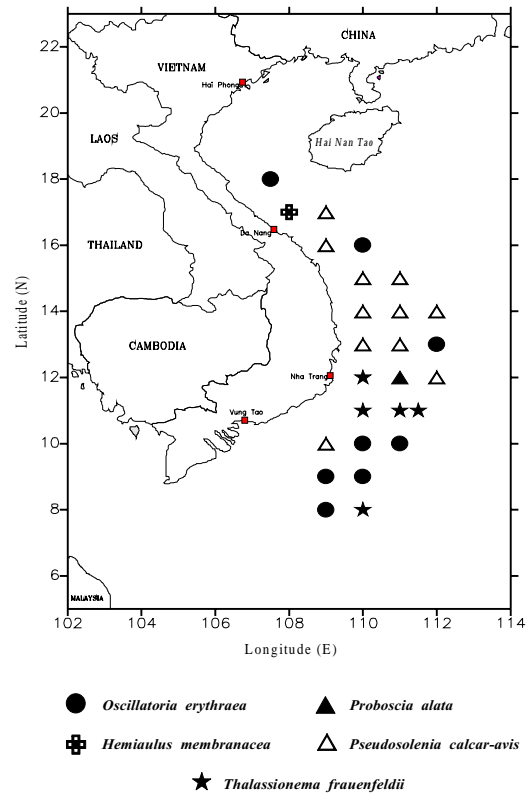 22
20
18
16
14
12
10
8
6
Latitude (N)
CHINA
VIETNAM
Hai Phong
LAOS
Hai Nan Tao
Da Nang
THAILAND
CAMBODIA
Nha Trang
Vung Tao
MALAYSIA
102 104 106 108 110 112 114
Longitude (E)
Oscillatoria erythraea Proboscia alata
Hemiaulus membranacea Pseudosolenia calcar-avis
Thalassionema frauenfeldii